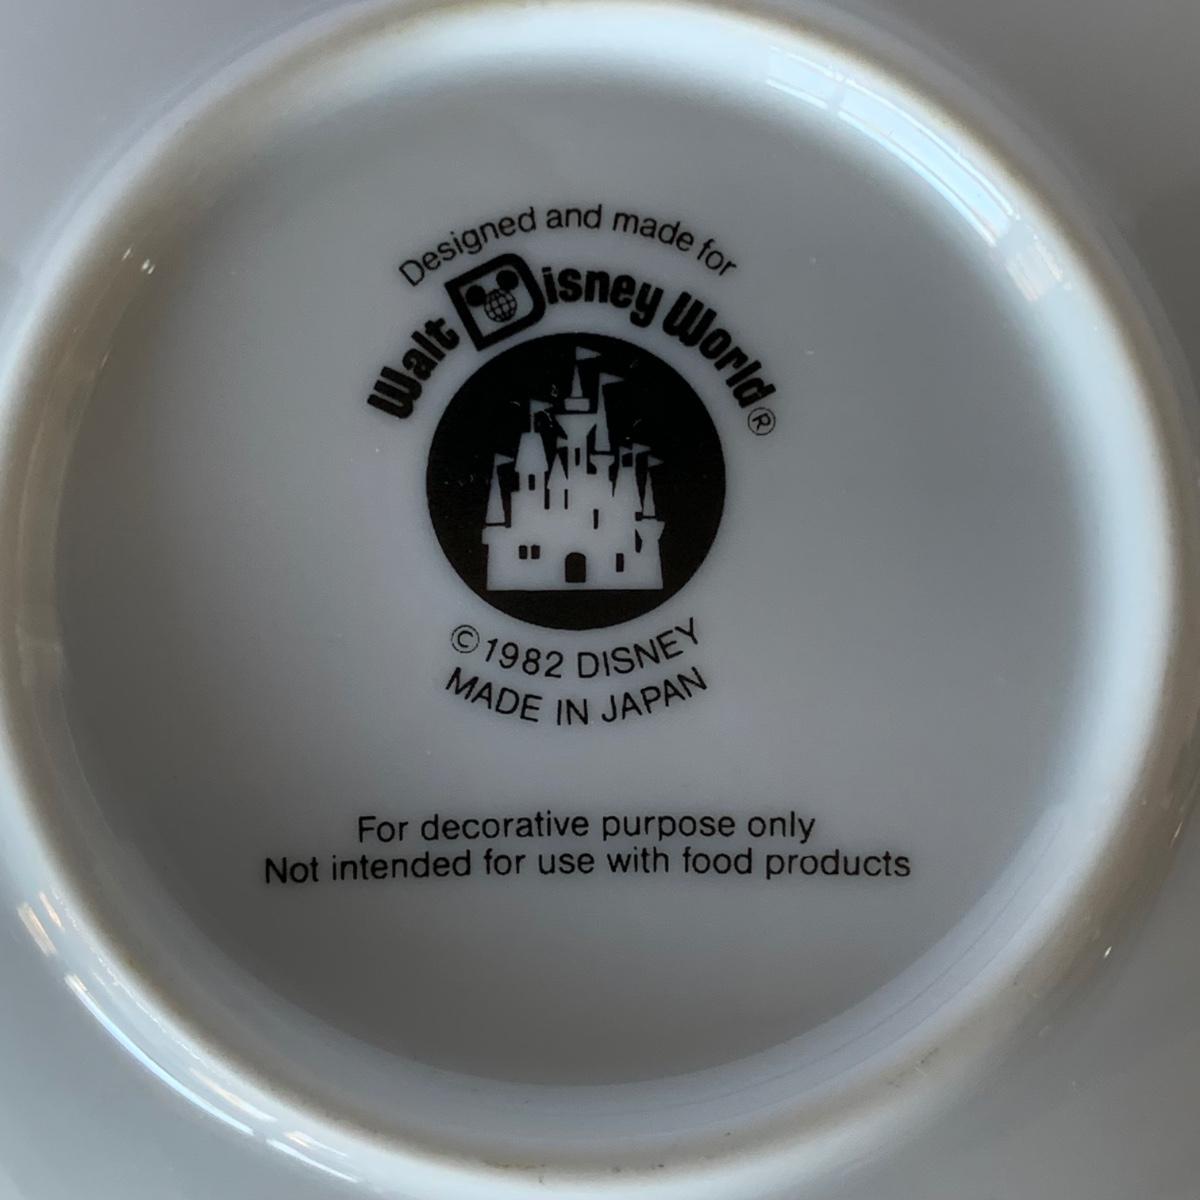 Designed and made for
Walt Disney World®
©1982 DISNEY
MADE IN JAPAN
For decorative purpose only
Not intended for use with food products